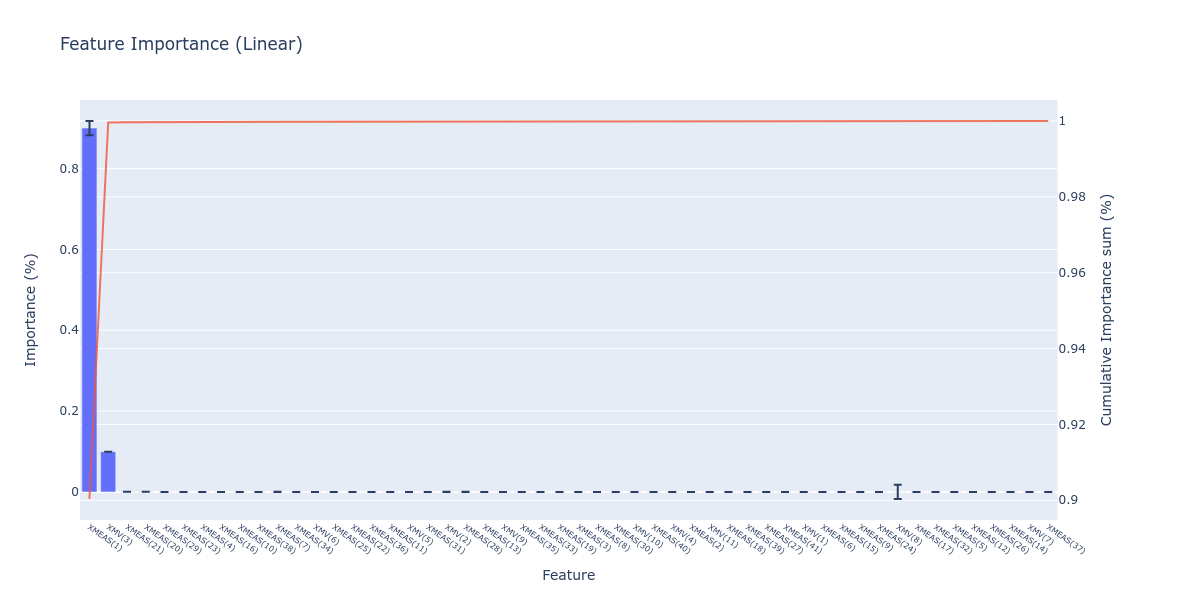 Feature Importance (Linear)
Importance (%)
0.8
0.6
0.4
0.2
0
1
0.98
0.96
0.94
0.92
0.9
Cumulative Importance sum (%)
XMEAS(1)
XMV(3)
XMEAS(21)
XMEAS(20)
XMEAS(29)
XMEAS(23)
XMEAS(4)
XMEAS(16)
XMEAS(10)
XMEAS(38)
XMEAS(7)
XMEAS(34)
XMV(6)
XMEAS(25)
XMEAS(22)
XMEAS(36)
XMEAS(11)
XMV(5)
XMEAS(31)
XMV(2)
XMEAS(28)
XMEAS(13)
XMV(9)
XMEAS(35)
XMEAS(33)
XMEAS(19)
XMEAS(3)
XMEAS(8)
XMEAS(30)
XMV(10)
XMEAS(40)
XMV(4)
XMEAS(2)
XMV(11)
XMEAS(18)
XMEAS(39)
XMEAS(27)
XMEAS(41)
XMV(1)
XMEAS(6)
XMEAS(15)
XMEAS(9)
XMEAS(24)
XMV(8)
XMEAS(17)
XMEAS(32)
XMEAS(5)
XMEAS(12)
XMEAS(26)
XMEAS(14)
XMV(7)
XMEAS(37)
Feature